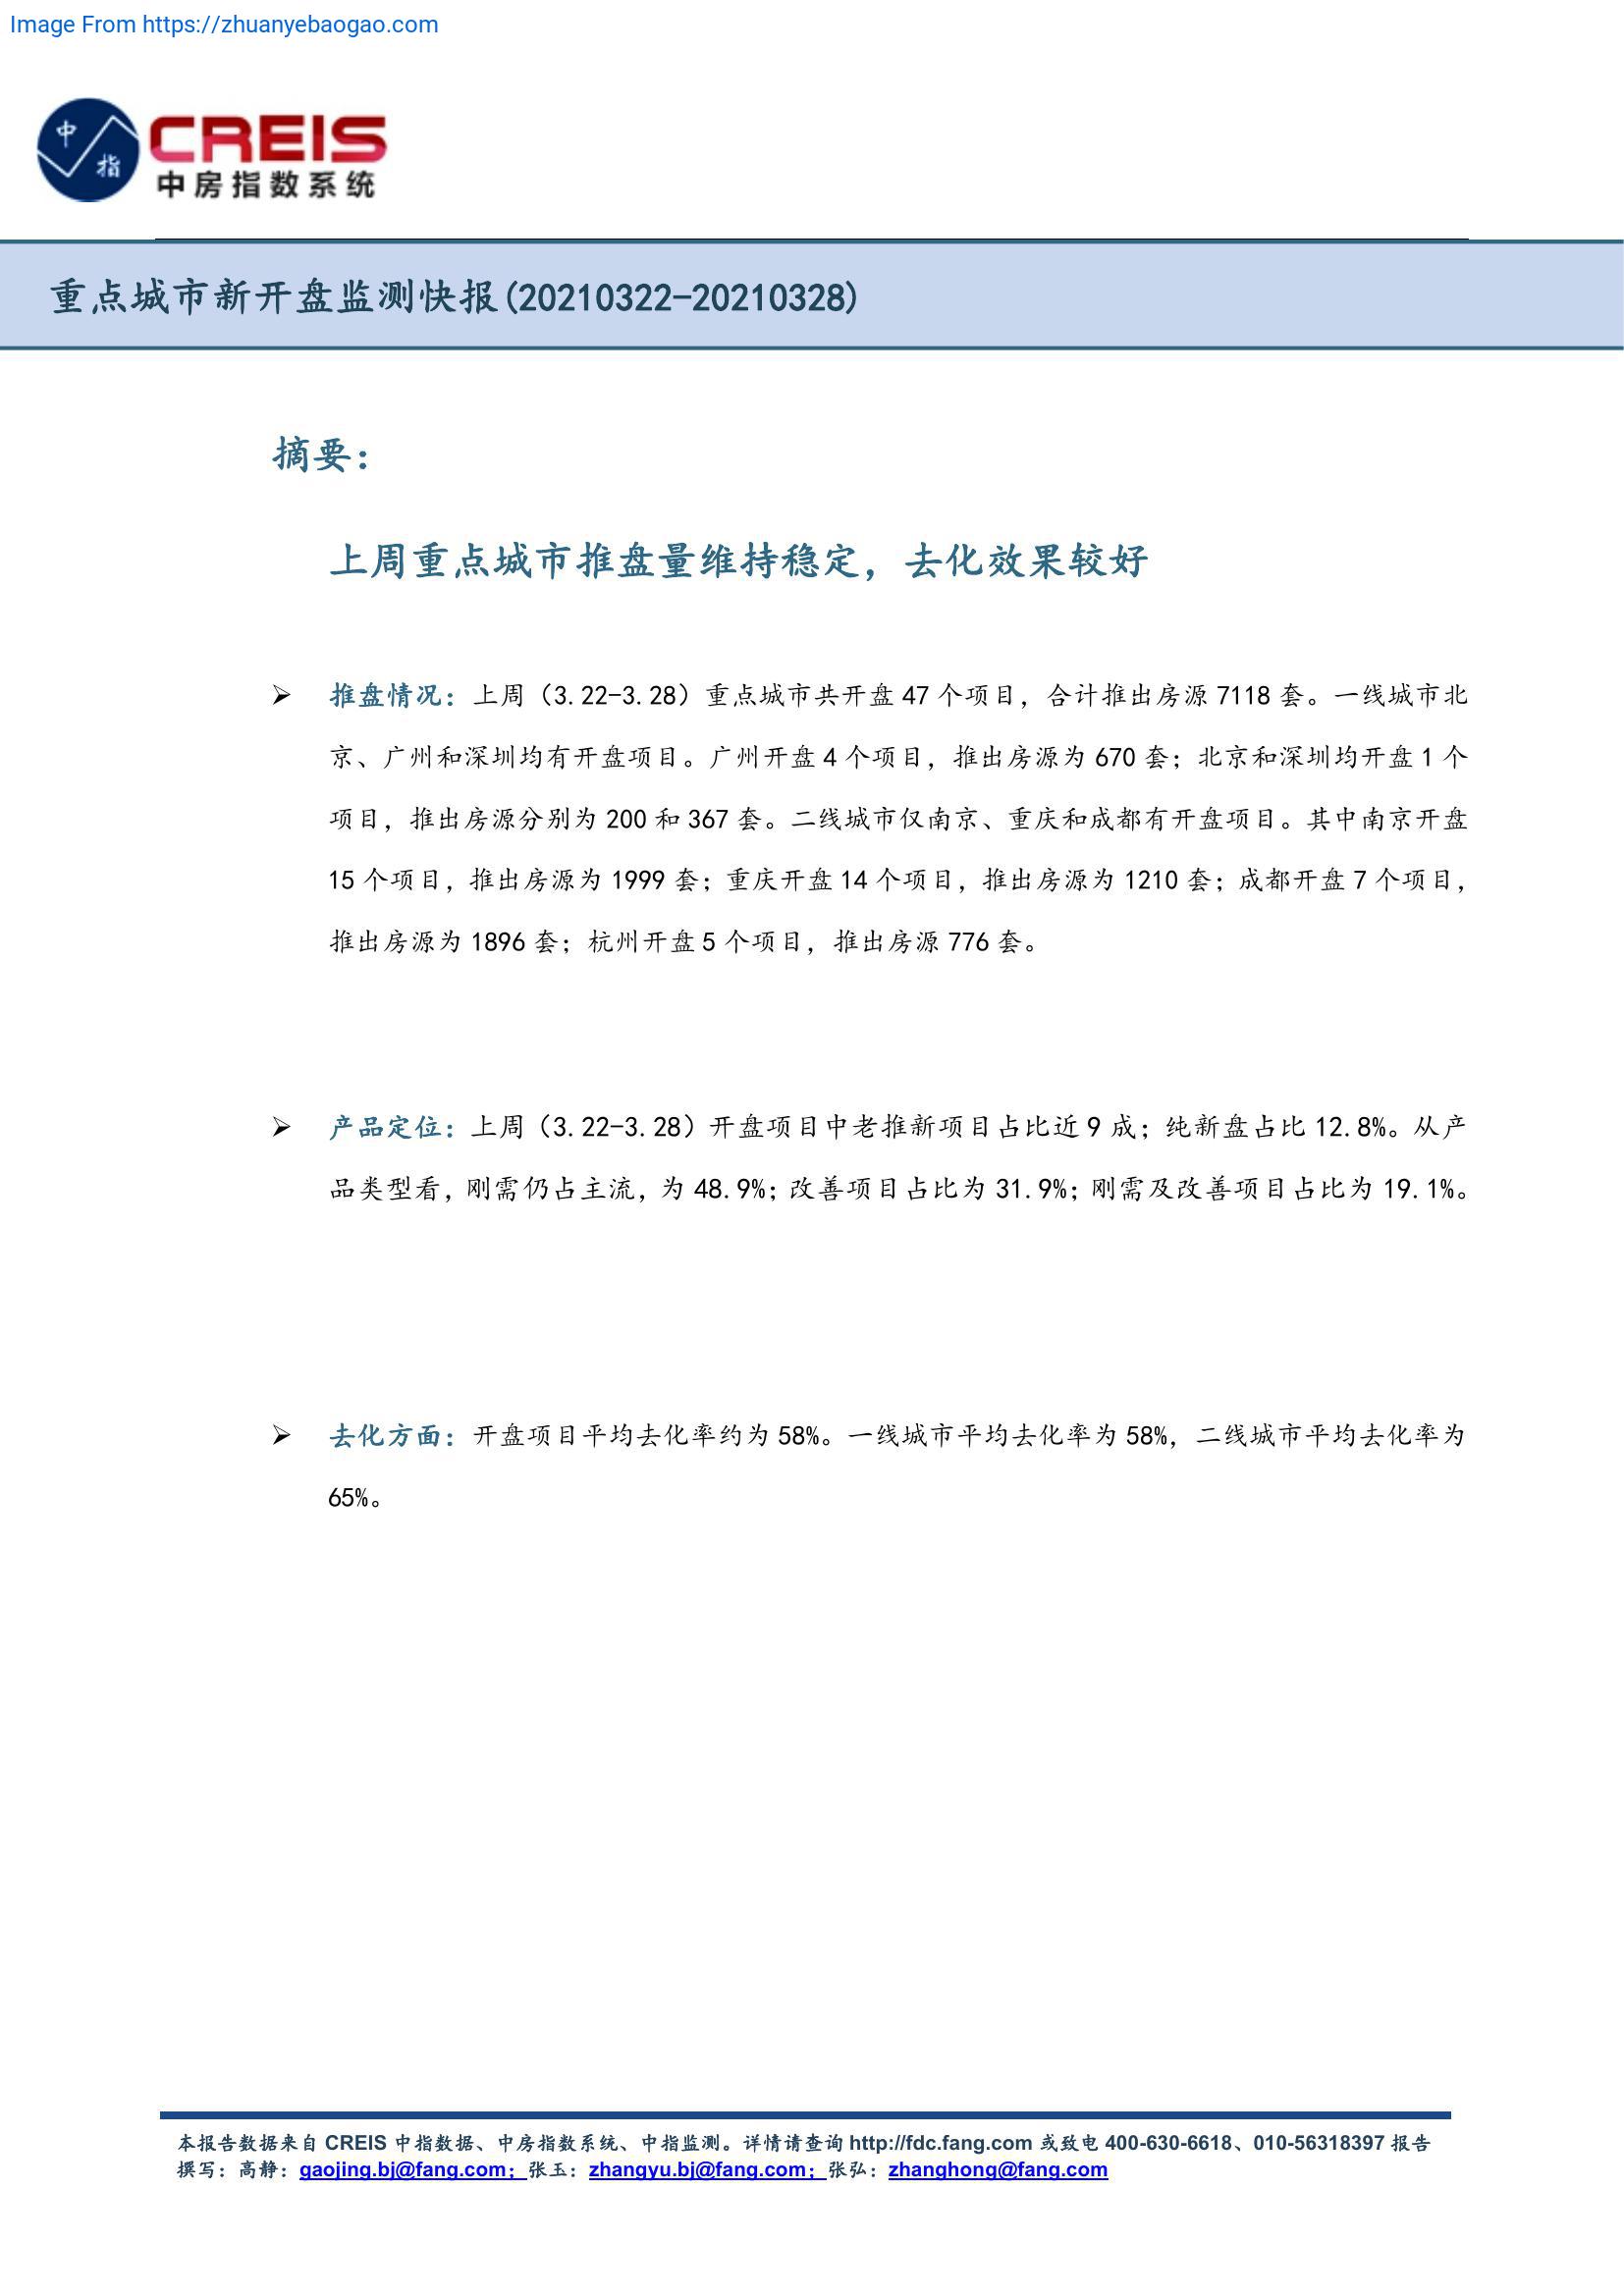 Image From https://zhuanyebaogao.com
中
指
CREIS
中房指数系统
重点城市新开盘监测快报(20210322-20210328)
摘要：
上周重点城市推盘量维持稳定，去化效果较好
➢ 推盘情况：上周（3.22-3.28）重点城市共开盘 47 个项目，合计推出房源 7118 套。一线城市北
京、广州和深圳均有开盘项目。广州开盘 4 个项目，推出房源为 670 套；北京和深圳均开盘 1 个
项目，推出房源分别为 200 和 367 套。二线城市仅南京、重庆和成都有开盘项目。其中南京开盘
15 个项目，推出房源为 1999 套；重庆开盘 14 个项目，推出房源为 1210 套；成都开盘 7 个项目，
推出房源为 1896 套；杭州开盘 5 个项目，推出房源 776 套。
➢ 产品定位：上周（3.22-3.28）开盘项目中老推新项目占比近 9 成；纯新盘占比 12.8%。从产
品类型看，刚需仍占主流，为 48.9%；改善项目占比为 31.9%；刚需及改善项目占比为 19.1%。
➢ 去化方面：开盘项目平均去化率约为 58%。一线城市平均去化率为 58%，二线城市平均去化率为
65%。
本报告数据来自 CREIS 中指数据、中房指数系统、中指监测。详情请查询 http://fdc.fang.com 或致电 400-630-6618、010-56318397 报告
撰写：高静：gaojing.bj@fang.com；张玉：zhangyu.bj@fang.com；张弘：zhanghong@fang.com